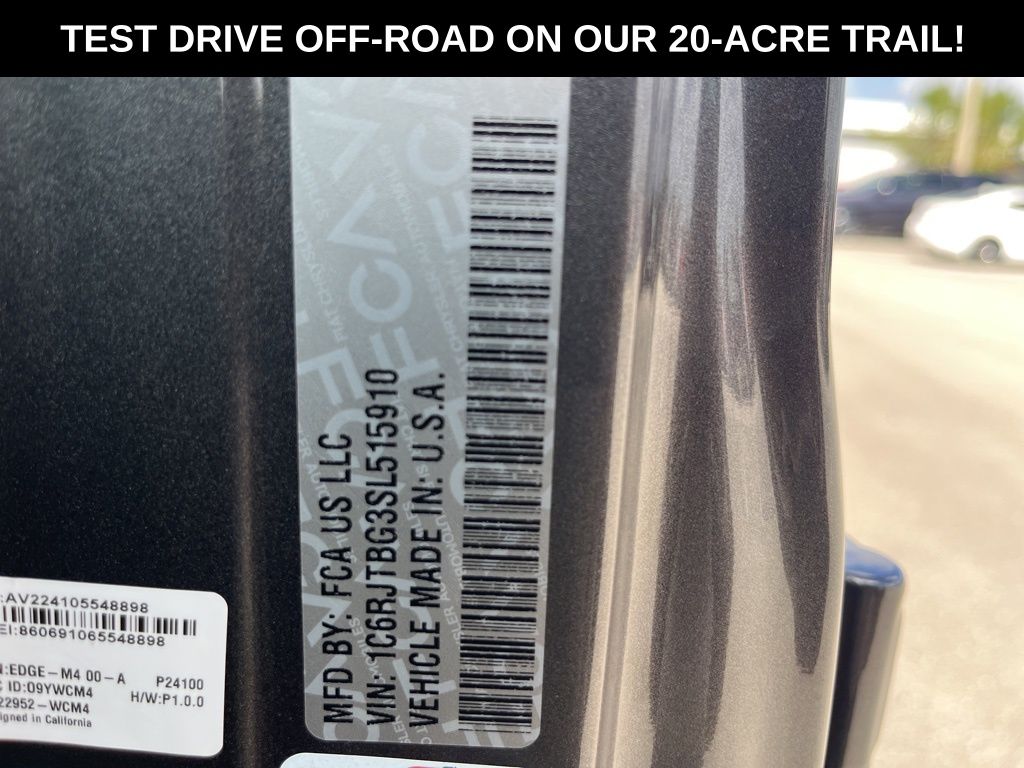 TEST DRIVE OFF-ROAD ON OUR 20-ACRE TRAIL!
MFD BY: FCA US LLC
VIN: 1C6RJTBG3SL515910
VEHICLE MADE IN: U.S.A.
:AV224105548898
EI:860691065548898
N:EDGE-M4 00-A P24100
C ID:09YWCM4 H/W:P1.0.0
22952-WCM4
signed in California